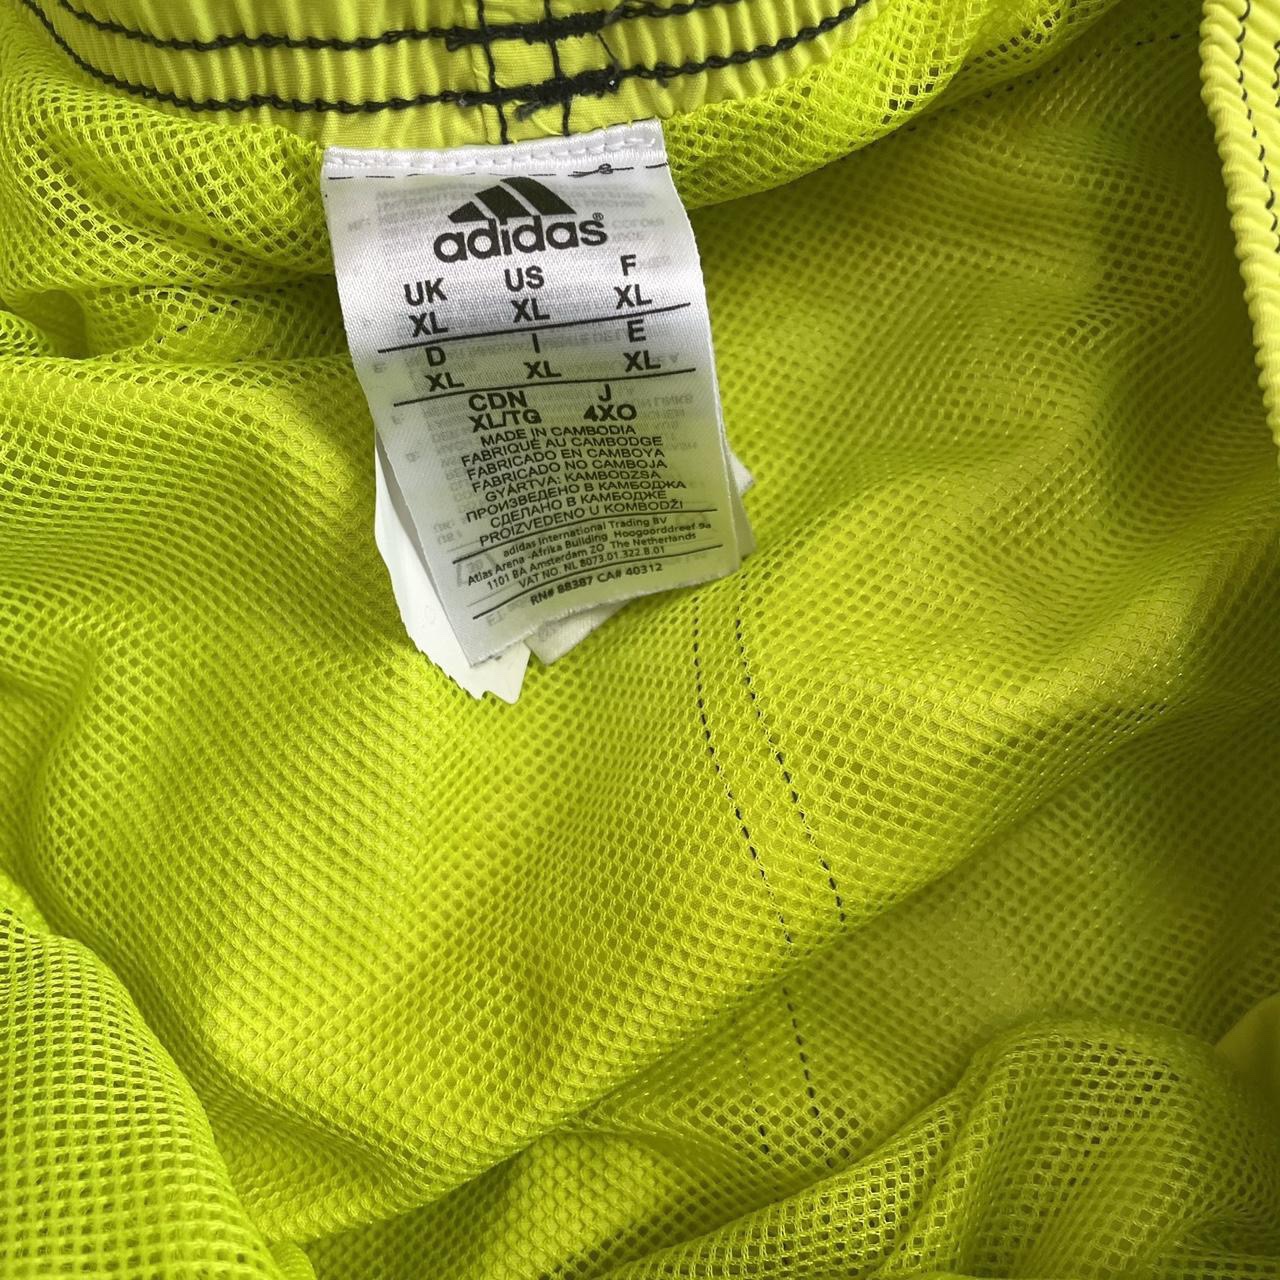 adidas®
UK US F
XL XL XL
D I E
XL XL XL
CDN J
XL/TG 4XO
MADE IN CAMBODIA
FABRIQUÉ AU CAMBODGE
FABRICADO EN CAMBOYA
FABRICADO NO CAMBOJA
GYÁRTVA: KAMBODZSA
ПРОИЗВЕДЕНО В КАМБОДЖА
СДЕЛАНО В КАМБОДЖЕ
PROIZVEDENO U KOMBODŽI
adidas International Trading BV
Atlas Arena -Afrika Building Hoogoorddreef 9a
1101 BA Amsterdam ZO The Netherlands
VAT NO. NL 8073.01.322.B.01
RN# 88387 CA# 40312